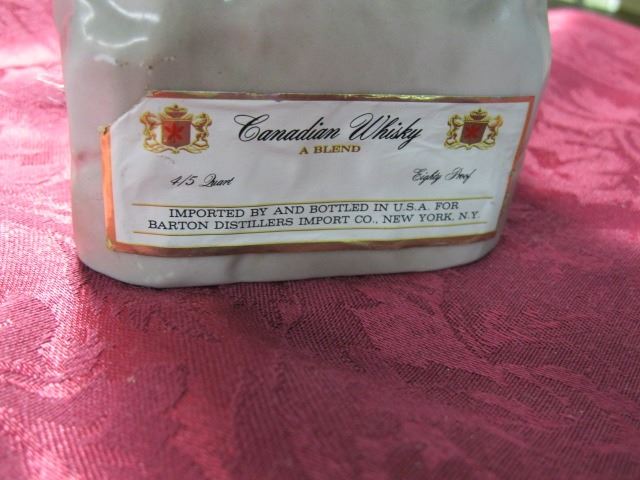 Canadian Whisky
A BLEND
4/5 Quart Eighty Proof
IMPORTED BY AND BOTTLED IN U.S.A. FOR
BARTON DISTILLERS IMPORT CO., NEW YORK, N.Y.